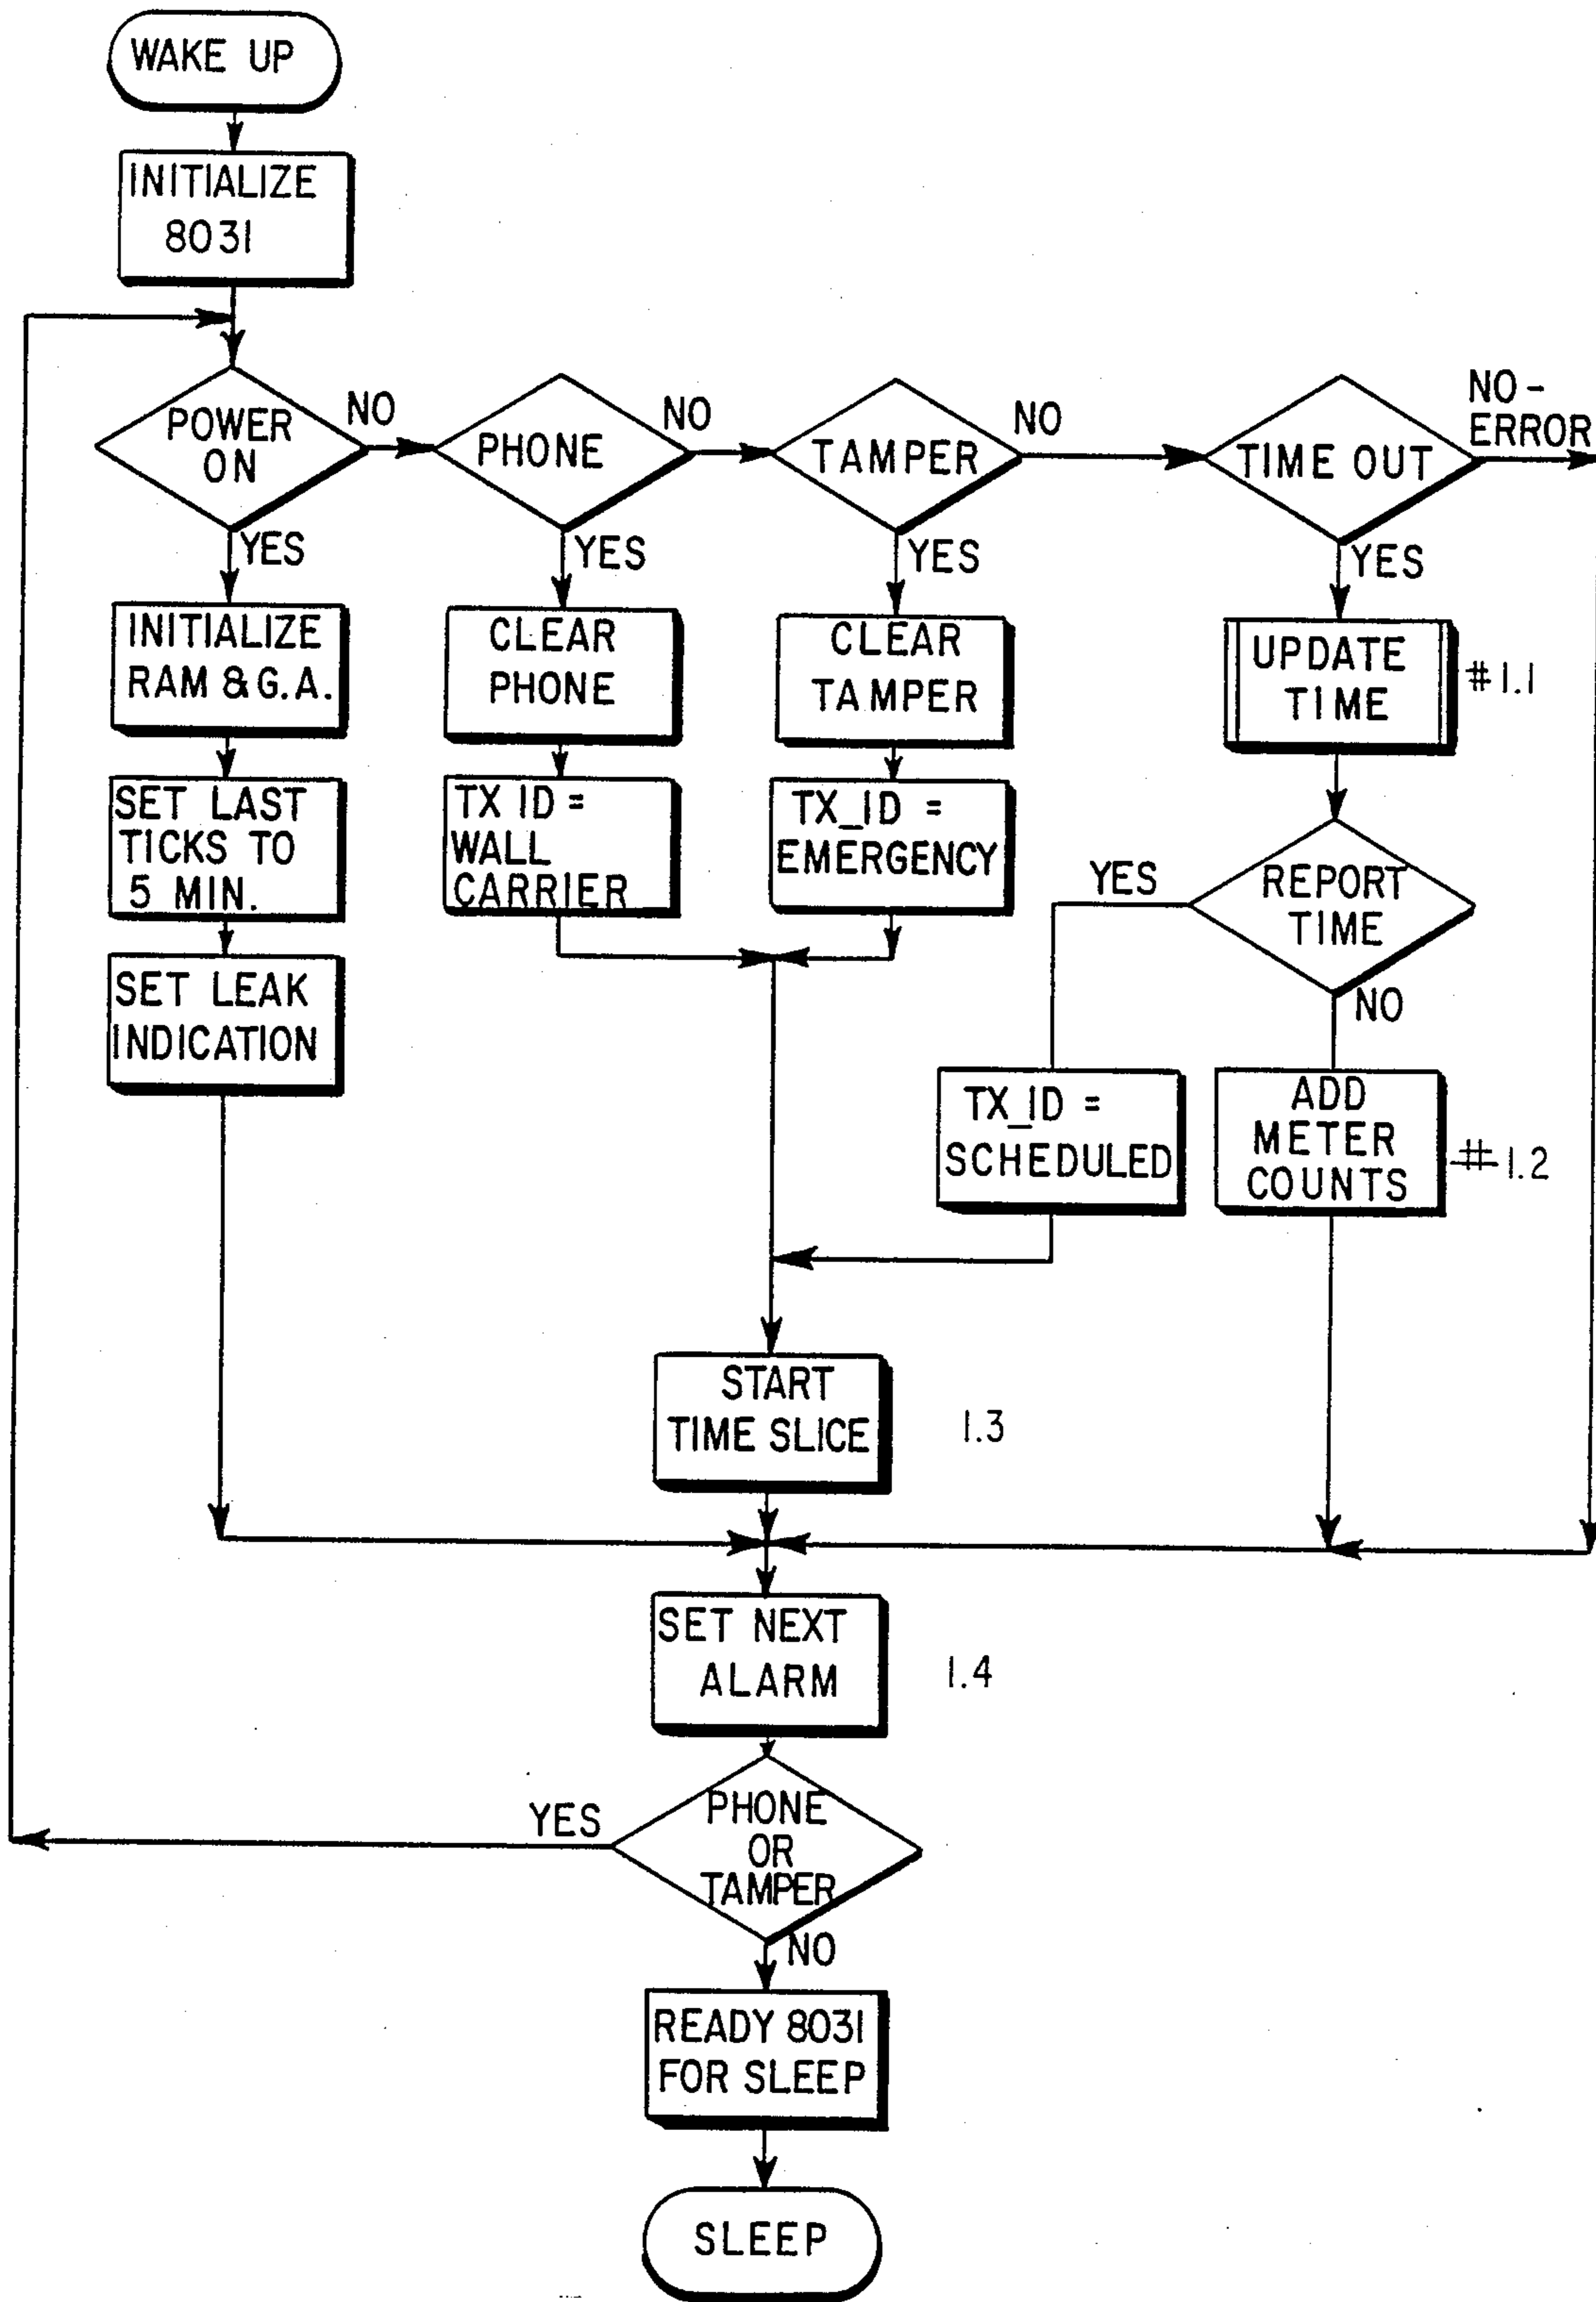 WAKE UP
INITIALIZE
8031
POWER
ON
NO
PHONE
NO
TAMPER
NO
TIME OUT
NO-
ERROR
YES
YES
YES
YES
INITIALIZE
RAM & G.A.
CLEAR
PHONE
CLEAR
TAMPER
UPDATE
TIME
#1.1
SET LAST
TICKS TO
5 MIN.
TX ID =
WALL
CARRIER
TX_ID =
EMERGENCY
YES
REPORT
TIME
NO
SET LEAK
INDICATION
TX_ID =
SCHEDULED
ADD
METER
COUNTS
#1.2
START
TIME SLICE
1.3
SET NEXT
ALARM
1.4
YES
PHONE
OR
TAMPER
NO
READY 8031
FOR SLEEP
SLEEP